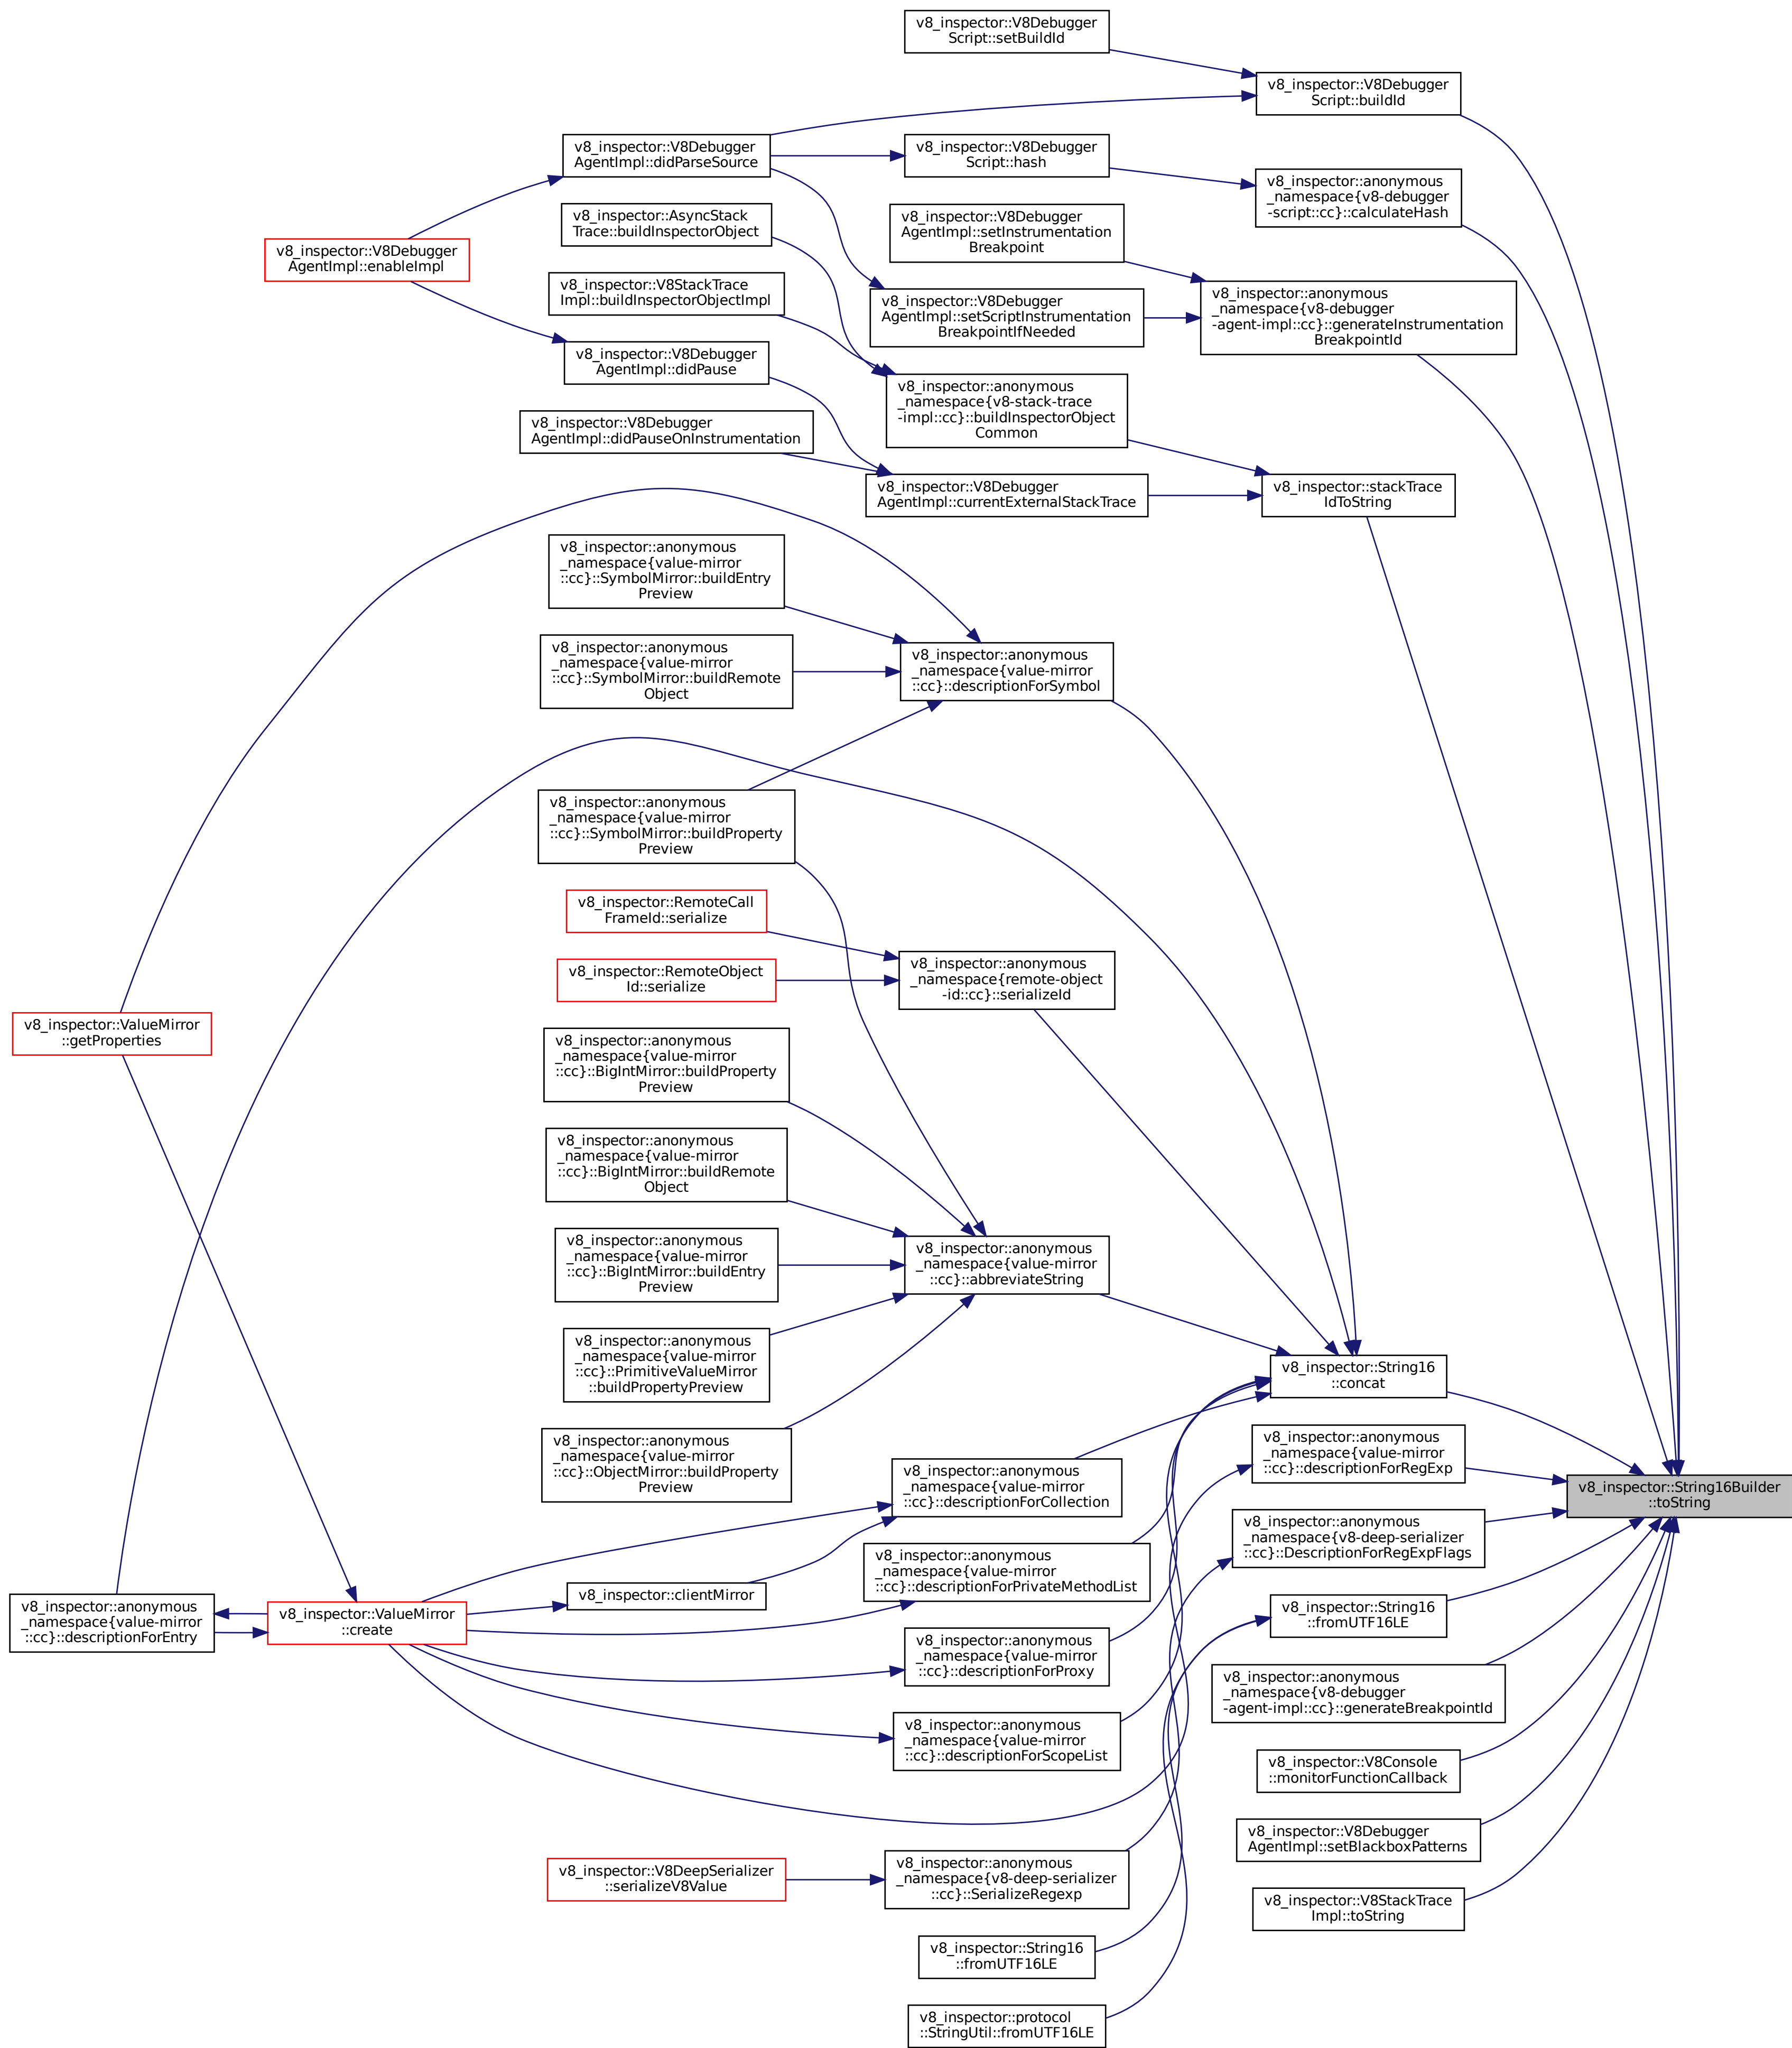 v8_inspector::V8Debugger
Script::setBuildId
v8_inspector::V8Debugger
Script::buildId
v8_inspector::V8Debugger
AgentImpl::didParseSource
v8_inspector::V8Debugger
Script::hash
v8_inspector::anonymous
_namespace{v8-debugger
-script::cc}::calculateHash
v8_inspector::AsyncStack
Trace::buildInspectorObject
v8_inspector::V8Debugger
AgentImpl::setInstrumentation
Breakpoint
v8_inspector::V8Debugger
AgentImpl::enableImpl
v8_inspector::V8StackTrace
Impl::buildInspectorObjectImpl
v8_inspector::V8Debugger
AgentImpl::setScriptInstrumentation
BreakpointIfNeeded
v8_inspector::anonymous
_namespace{v8-debugger
-agent-impl::cc}::generateInstrumentation
BreakpointId
v8_inspector::V8Debugger
AgentImpl::didPause
v8_inspector::anonymous
_namespace{v8-stack-trace
-impl::cc}::buildInspectorObject
Common
v8_inspector::V8Debugger
AgentImpl::didPauseOnInstrumentation
v8_inspector::V8Debugger
AgentImpl::currentExternalStackTrace
v8_inspector::stackTrace
IdToString
v8_inspector::anonymous
_namespace{value-mirror
::cc}::SymbolMirror::buildEntry
Preview
v8_inspector::anonymous
_namespace{value-mirror
::cc}::SymbolMirror::buildRemote
Object
v8_inspector::anonymous
_namespace{value-mirror
::cc}::descriptionForSymbol
v8_inspector::anonymous
_namespace{value-mirror
::cc}::SymbolMirror::buildProperty
Preview
v8_inspector::RemoteCall
FrameId::serialize
v8_inspector::RemoteObject
Id::serialize
v8_inspector::anonymous
_namespace{remote-object
-id::cc}::serializeId
v8_inspector::ValueMirror
::getProperties
v8_inspector::anonymous
_namespace{value-mirror
::cc}::BigIntMirror::buildProperty
Preview
v8_inspector::anonymous
_namespace{value-mirror
::cc}::BigIntMirror::buildRemote
Object
v8_inspector::anonymous
_namespace{value-mirror
::cc}::BigIntMirror::buildEntry
Preview
v8_inspector::anonymous
_namespace{value-mirror
::cc}::abbreviateString
v8_inspector::anonymous
_namespace{value-mirror
::cc}::PrimitiveValueMirror
::buildPropertyPreview
v8_inspector::String16
::concat
v8_inspector::anonymous
_namespace{value-mirror
::cc}::ObjectMirror::buildProperty
Preview
v8_inspector::anonymous
_namespace{value-mirror
::cc}::descriptionForCollection
v8_inspector::anonymous
_namespace{value-mirror
::cc}::descriptionForRegExp
v8_inspector::String16Builder
::toString
v8_inspector::anonymous
_namespace{v8-deep-serializer
::cc}::DescriptionForRegExpFlags
v8_inspector::anonymous
_namespace{value-mirror
::cc}::descriptionForPrivateMethodList
v8_inspector::clientMirror
v8_inspector::anonymous
_namespace{value-mirror
::cc}::descriptionForEntry
v8_inspector::ValueMirror
::create
v8_inspector::String16
::fromUTF16LE
v8_inspector::anonymous
_namespace{value-mirror
::cc}::descriptionForProxy
v8_inspector::anonymous
_namespace{v8-debugger
-agent-impl::cc}::generateBreakpointId
v8_inspector::anonymous
_namespace{value-mirror
::cc}::descriptionForScopeList
v8_inspector::V8Console
::monitorFunctionCallback
v8_inspector::V8Debugger
AgentImpl::setBlackboxPatterns
v8_inspector::V8DeepSerializer
::serializeV8Value
v8_inspector::anonymous
_namespace{v8-deep-serializer
::cc}::SerializeRegexp
v8_inspector::V8StackTrace
Impl::toString
v8_inspector::String16
::fromUTF16LE
v8_inspector::protocol
::StringUtil::fromUTF16LE